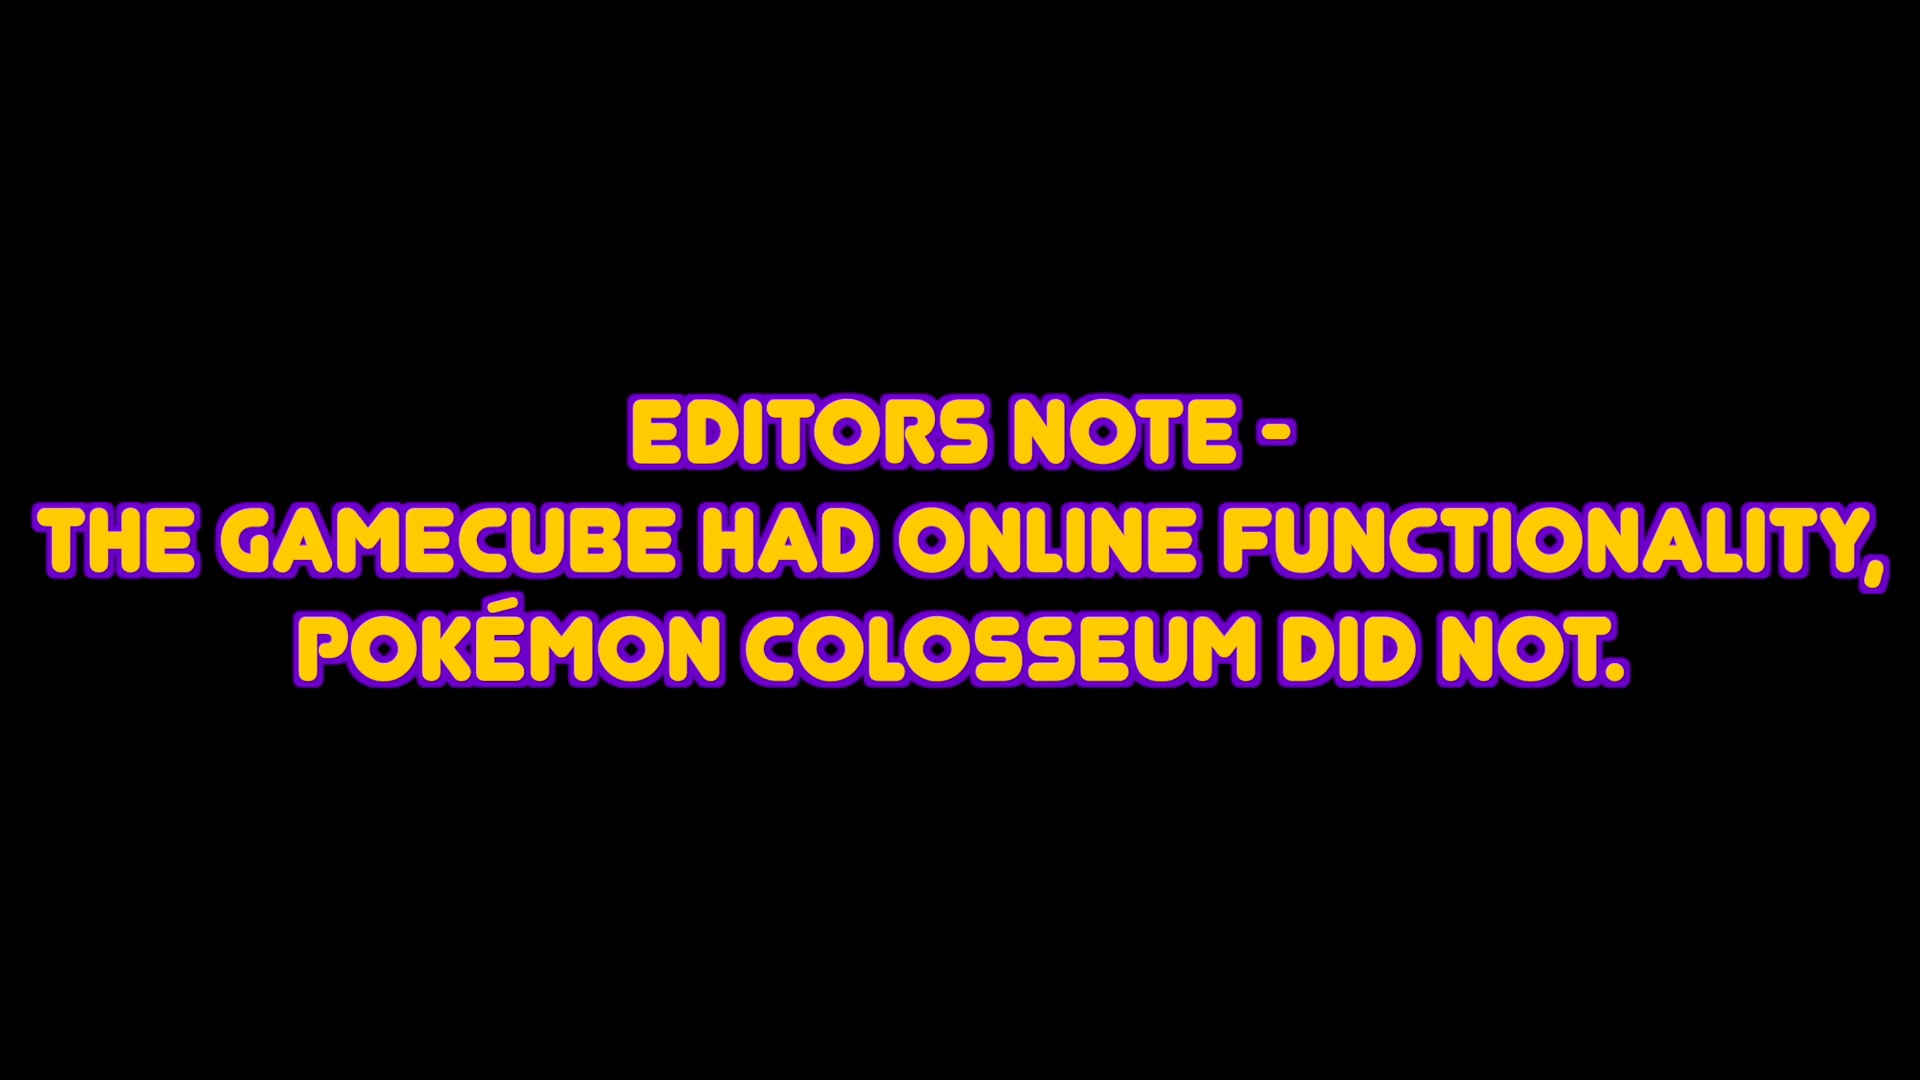 EDITORS NOTE -
THE GAMECUBE HAD ONLINE FUNCTIONALITY,
POKÉMON COLOSSEUM DID NOT.